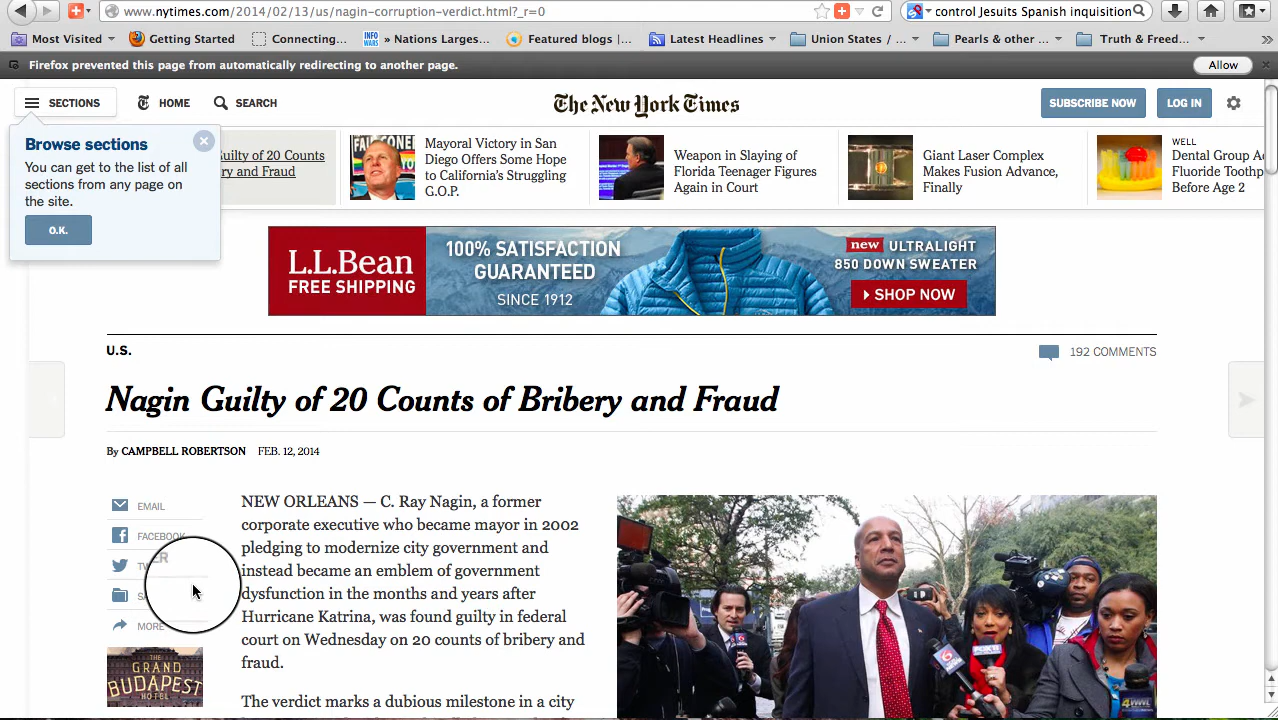 www.nytimes.com/2014/02/13/us/nagin-corruption-verdict.html?_r=0
control Jesuits Spanish inquisition
Most Visited
Getting Started
Connecting...
INFO WARS
» Nations Larges...
Featured blogs |...
Latest Headlines
Union States / ...
Pearls & other ...
Truth & Freed...
Firefox prevented this page from automatically redirecting to another page.
Allow
SECTIONS
HOME
SEARCH
The New York Times
SUBSCRIBE NOW
LOG IN
Browse sections
You can get to the list of all
sections from any page on
the site.
O.K.
uilty of 20 Counts
ry and Fraud
Mayoral Victory in San
Diego Offers Some Hope
to California's Struggling
G.O.P.
Weapon in Slaying of
Florida Teenager Figures
Again in Court
Giant Laser Complex
Makes Fusion Advance,
Finally
WELL
Dental Group A
Fluoride Toothp
Before Age 2
L.L.Bean
FREE SHIPPING
100% SATISFACTION
GUARANTEED
SINCE 1912
new ULTRALIGHT
850 DOWN SWEATER
SHOP NOW
U.S.
192 COMMENTS
Nagin Guilty of 20 Counts of Bribery and Fraud
By CAMPBELL ROBERTSON FEB. 12, 2014
EMAIL
FACEBOOK
TW
ER
SA
MORE
THE
GRAND
BUDAPEST
HOTEL
NEW ORLEANS — C. Ray Nagin, a former
corporate executive who became mayor in 2002
pledging to modernize city government and
instead became an emblem of government
dysfunction in the months and years after
Hurricane Katrina, was found guilty in federal
court on Wednesday on 20 counts of bribery and
fraud.
The verdict marks a dubious milestone in a city
4WWL